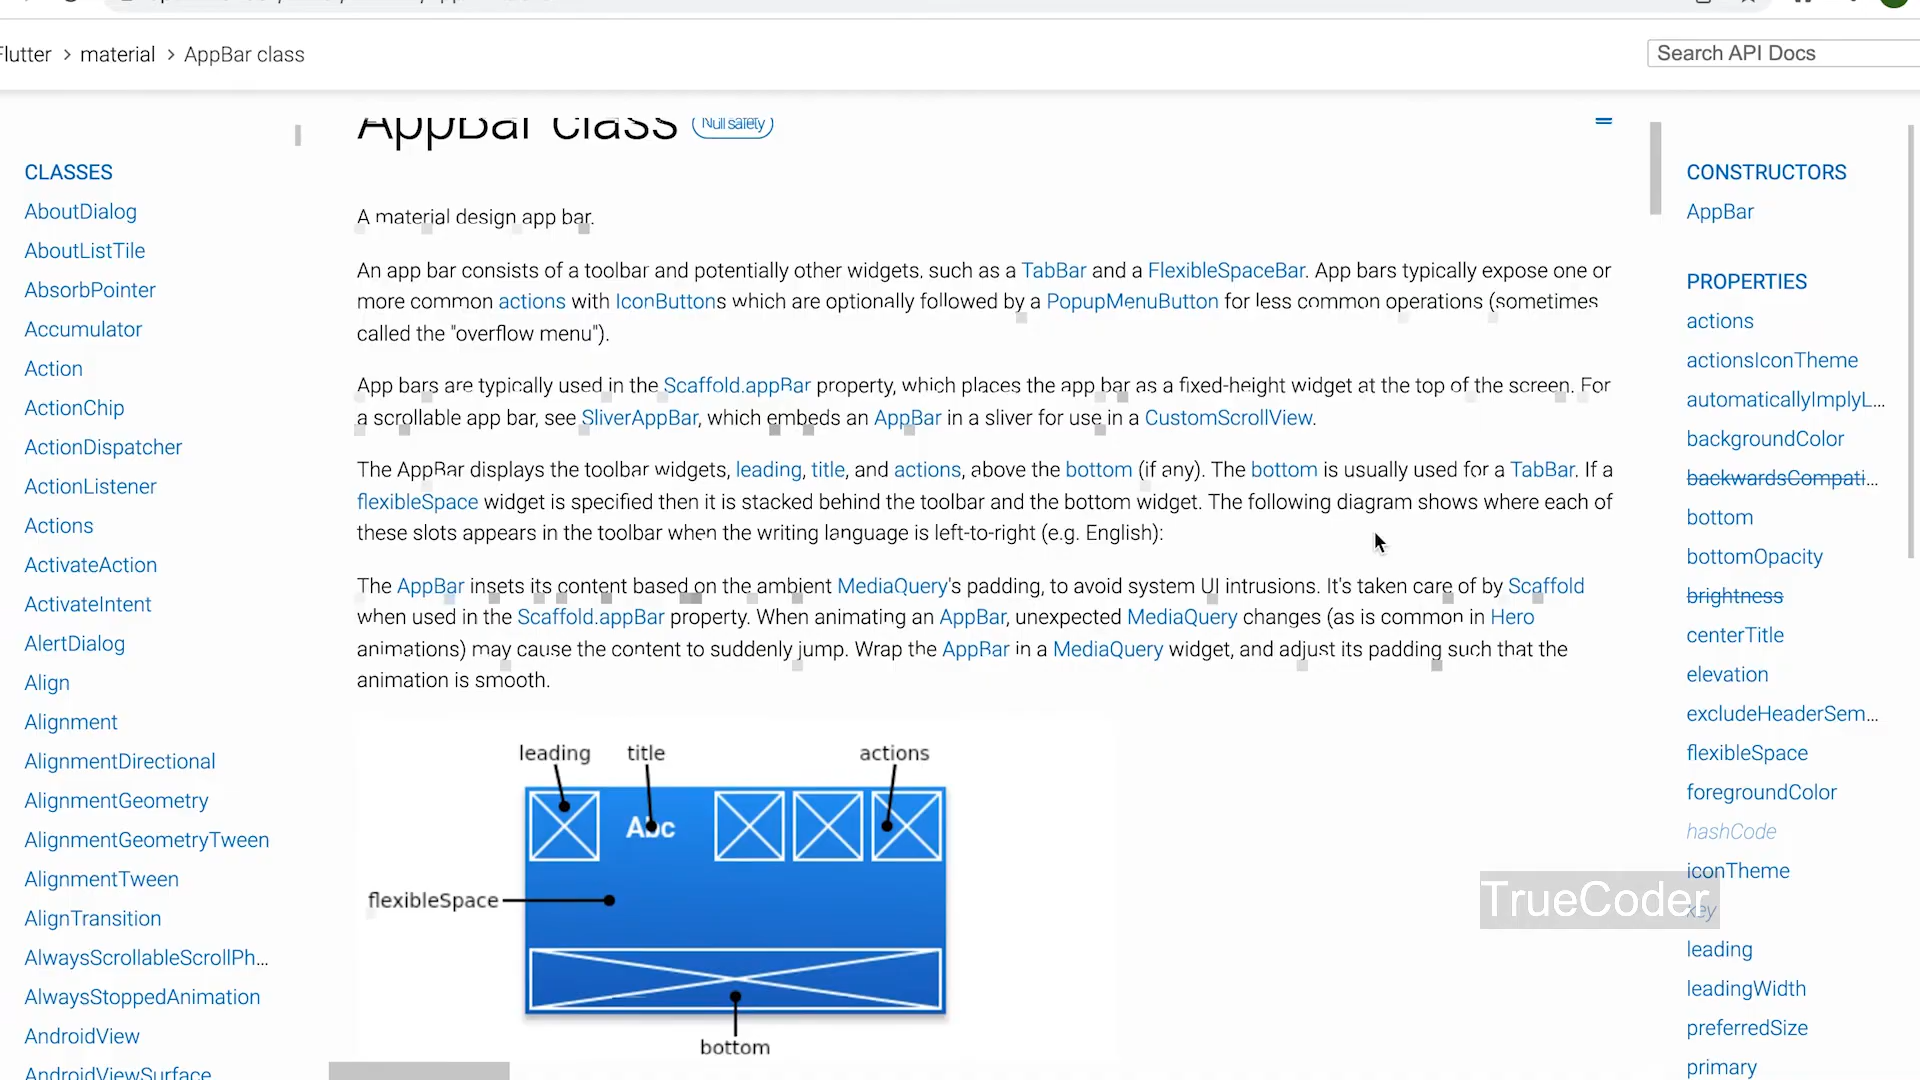 Flutter > material > AppBar class
Search API Docs
AppBar class Null safety
CLASSES
AboutDialog
AboutListTile
AbsorbPointer
Accumulator
Action
ActionChip
ActionDispatcher
ActionListener
Actions
ActivateAction
ActivateIntent
AlertDialog
Align
Alignment
AlignmentDirectional
AlignmentGeometry
AlignmentGeometryTween
AlignmentTween
AlignTransition
AlwaysScrollableScrollPh...
AlwaysStoppedAnimation
AndroidView
AndroidViewSurface
A material design app bar.
An app bar consists of a toolbar and potentially other widgets, such as a TabBar and a FlexibleSpaceBar. App bars typically expose one or
more common actions with IconButtons which are optionally followed by a PopupMenuButton for less common operations (sometimes
called the "overflow menu").
App bars are typically used in the Scaffold.appBar property, which places the app bar as a fixed-height widget at the top of the screen. For
a scrollable app bar, see SliverAppBar, which embeds an AppBar in a sliver for use in a CustomScrollView.
The AppBar displays the toolbar widgets, leading, title, and actions, above the bottom (if any). The bottom is usually used for a TabBar. If a
flexibleSpace widget is specified then it is stacked behind the toolbar and the bottom widget. The following diagram shows where each of
these slots appears in the toolbar when the writing language is left-to-right (e.g. English):
The AppBar insets its content based on the ambient MediaQuery's padding, to avoid system UI intrusions. It's taken care of by Scaffold
when used in the Scaffold.appBar property. When animating an AppBar, unexpected MediaQuery changes (as is common in Hero
animations) may cause the content to suddenly jump. Wrap the AppBar in a MediaQuery widget, and adjust its padding such that the
animation is smooth.
leading title actions
Abc
flexibleSpace
bottom
CONSTRUCTORS
AppBar
PROPERTIES
actions
actionsIconTheme
automaticallyImplyL...
backgroundColor
backwardsCompati...
bottom
bottomOpacity
brightness
centerTitle
elevation
excludeHeaderSem...
flexibleSpace
foregroundColor
hashCode
iconTheme
key
leading
leadingWidth
preferredSize
primary
TrueCoder